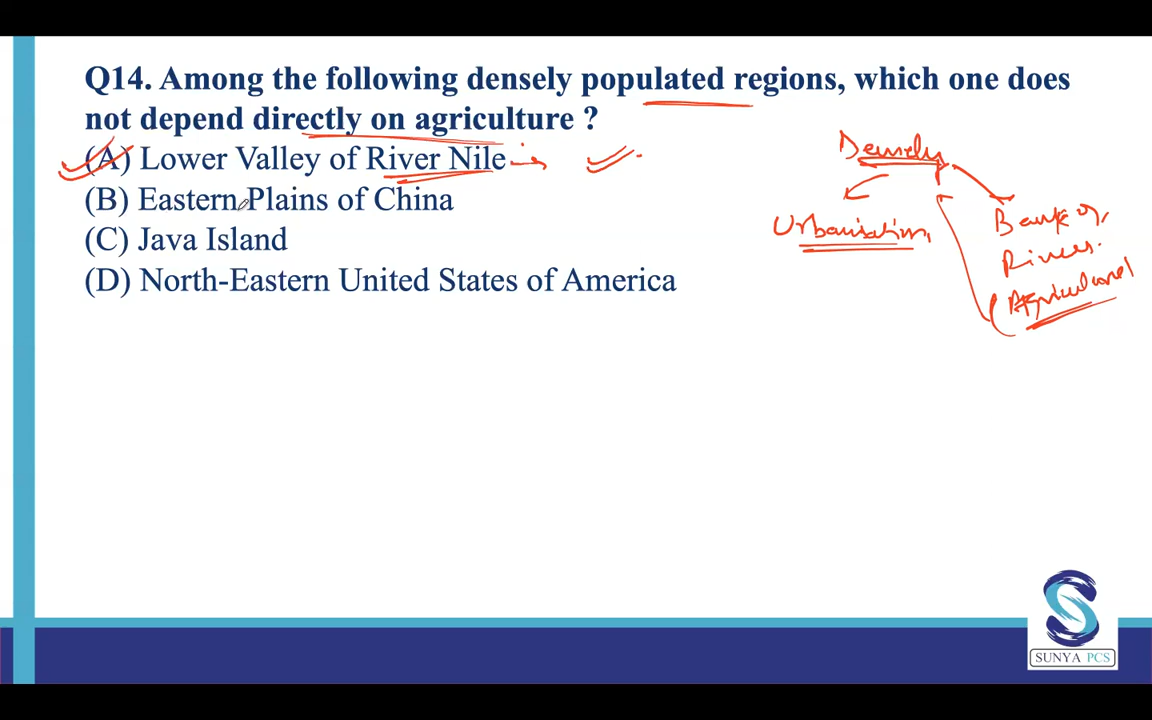 Q14. Among the following densely populated regions, which one does
not depend directly on agriculture ?
(A) Lower Valley of River Nile
(B) Eastern Plains of China
(C) Java Island
(D) North-Eastern United States of America
Densely
Urbanisation
Bank of
Rivers.
Agricultural
SUNYA PCS